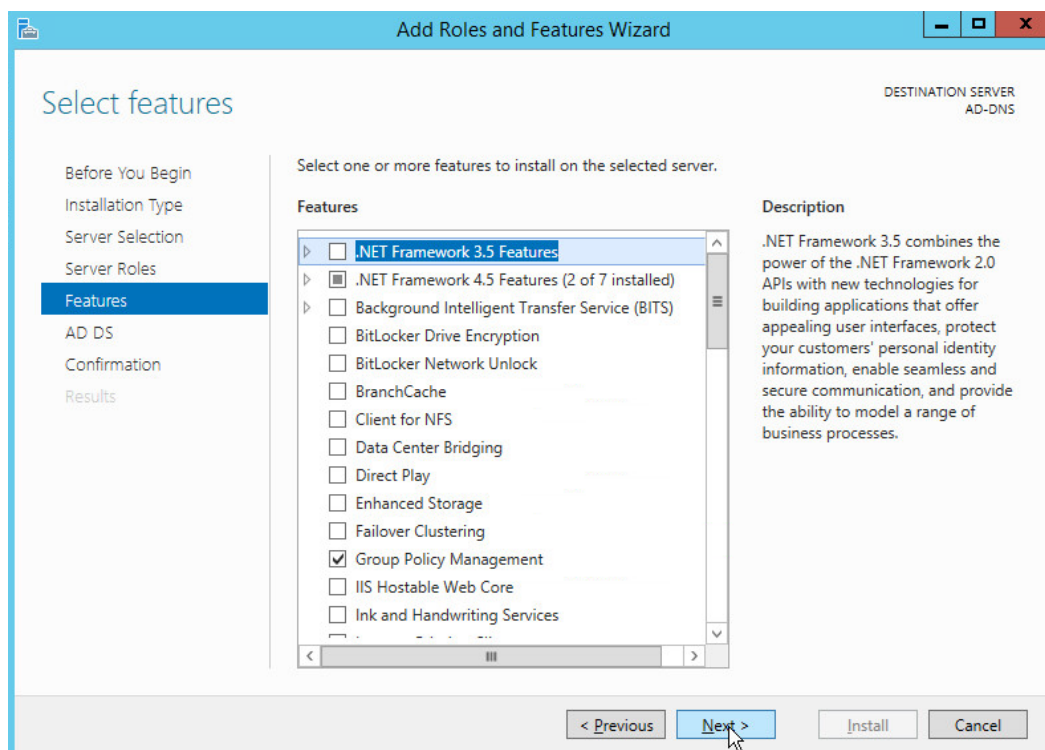 Add Roles and Features Wizard
Select features
DESTINATION SERVER
AD-DNS
Before You Begin
Installation Type
Server Selection
Server Roles
Features
AD DS
Confirmation
Results
Select one or more features to install on the selected server.
Features
.NET Framework 3.5 Features
.NET Framework 4.5 Features (2 of 7 installed)
Background Intelligent Transfer Service (BITS)
BitLocker Drive Encryption
BitLocker Network Unlock
BranchCache
Client for NFS
Data Center Bridging
Direct Play
Enhanced Storage
Failover Clustering
Group Policy Management
IIS Hostable Web Core
Ink and Handwriting Services
Description
.NET Framework 3.5 combines the
power of the .NET Framework 2.0
APIs with new technologies for
building applications that offer
appealing user interfaces, protect
your customers' personal identity
information, enable seamless and
secure communication, and provide
the ability to model a range of
business processes.
< Previous
Next >
Install
Cancel